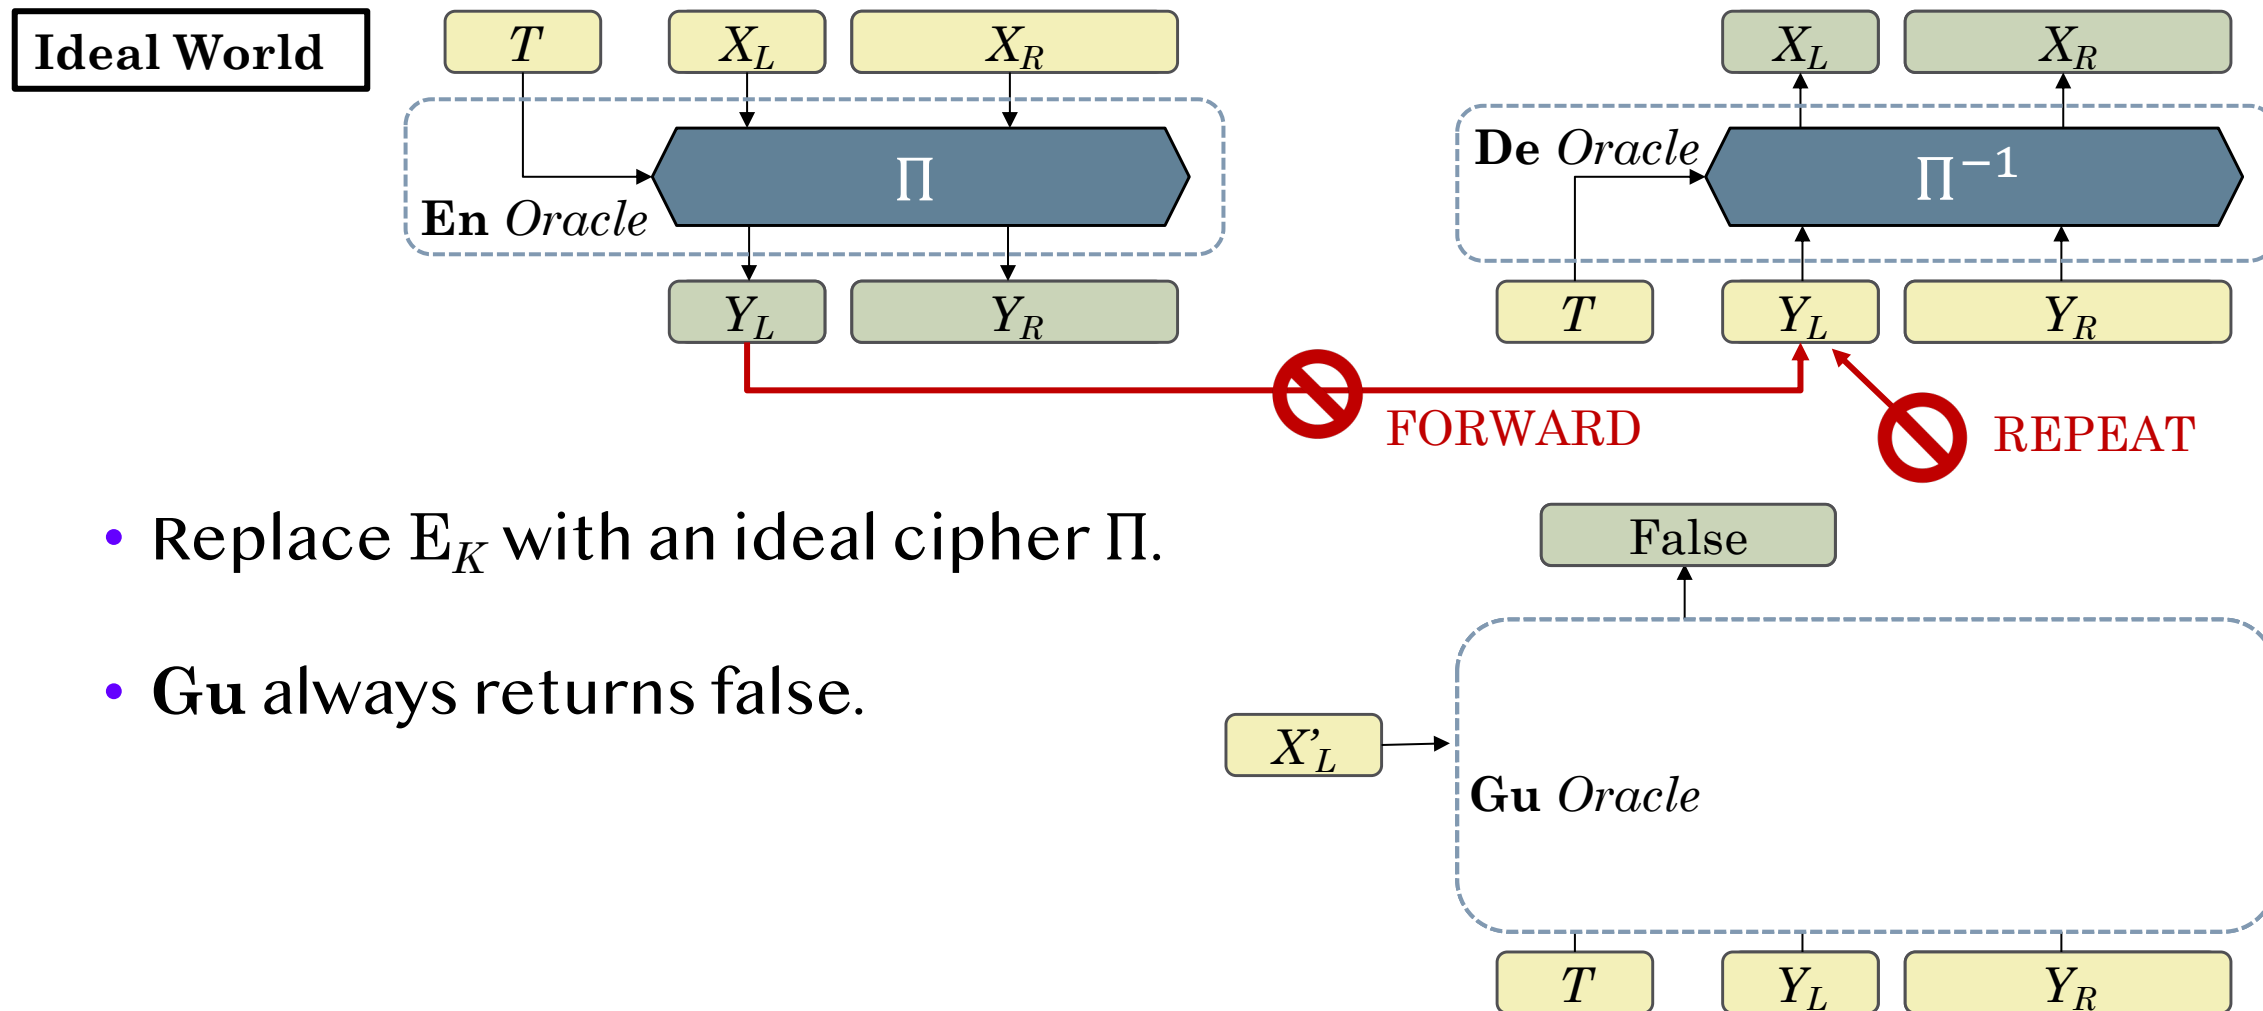 Ideal World
T X_L X_R
Π
En Oracle
Y_L Y_R
X_L X_R
De Oracle
Π⁻¹
T Y_L Y_R
FORWARD
REPEAT
• Replace E_K with an ideal cipher Π.
• Gu always returns false.
False
X’_L
Gu Oracle
T Y_L Y_R